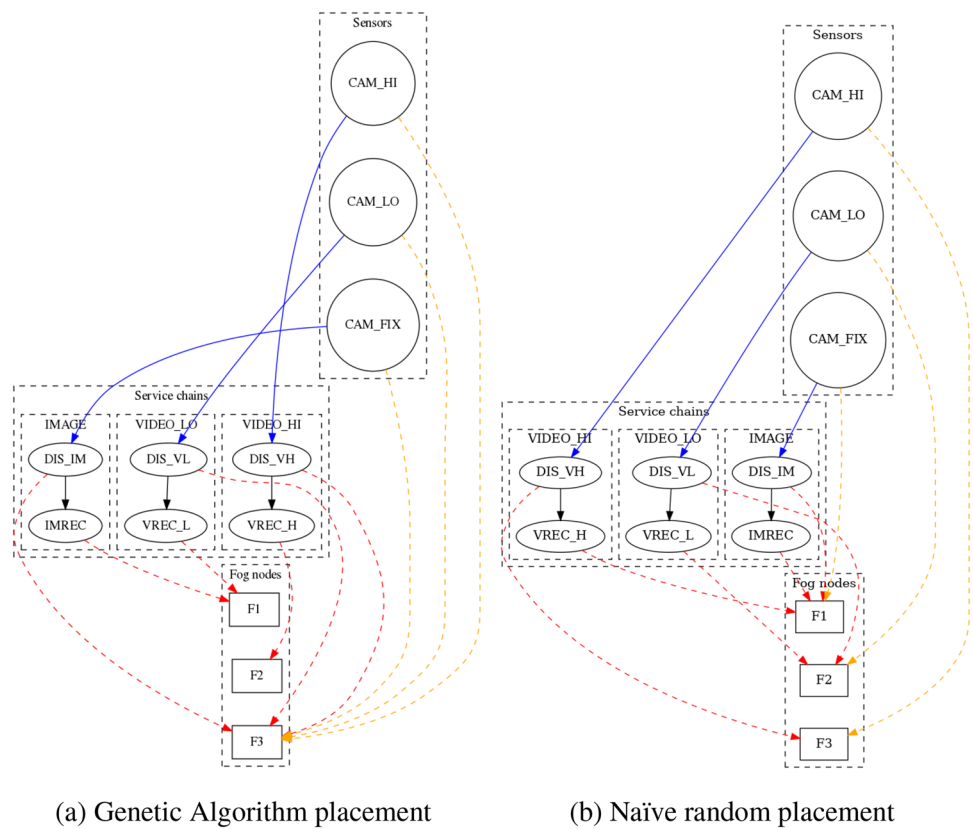 Sensors
CAM_HI
CAM_LO
CAM_FIX
Service chains
IMAGE VIDEO_LO VIDEO_HI
DIS_IM DIS_VL DIS_VH
IMREC VREC_L VREC_H
Fog nodes
F1
F2
F3
(a) Genetic Algorithm placement
Sensors
CAM_HI
CAM_LO
CAM_FIX
Service chains
VIDEO_HI VIDEO_LO IMAGE
DIS_VH DIS_VL DIS_IM
VREC_H VREC_L IMREC
Fog nodes
F1
F2
F3
(b) Naïve random placement